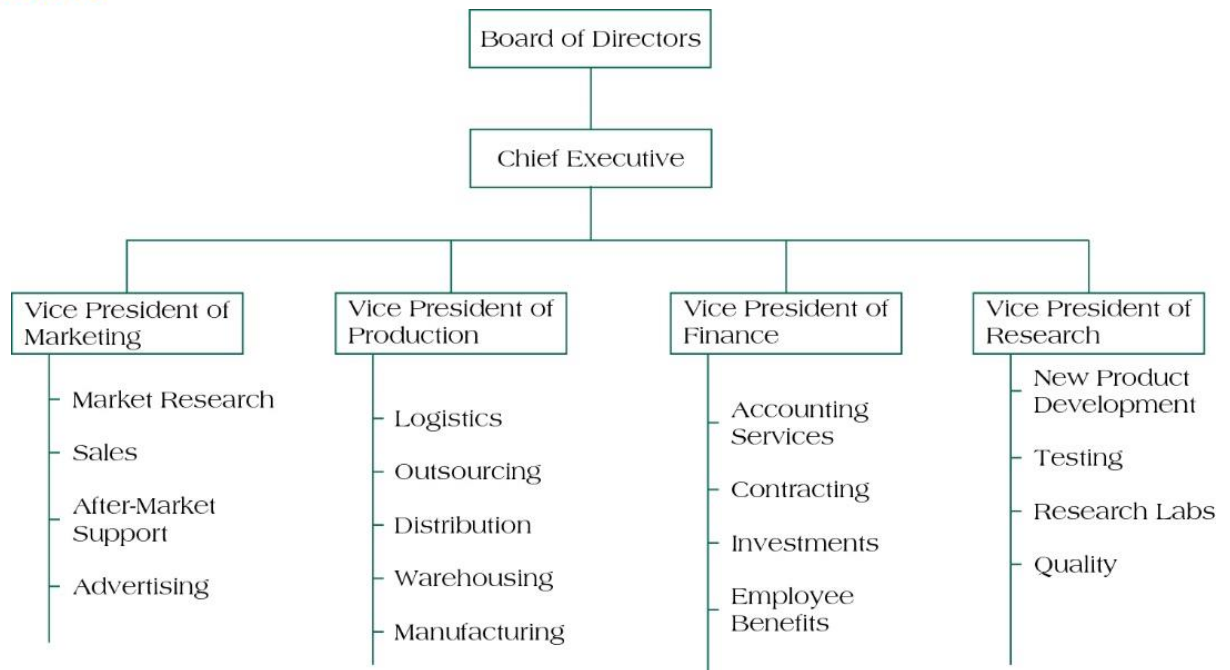 Board of Directors
Chief Executive
Vice President of
Marketing
Market Research
Sales
After-Market
Support
Advertising
Vice President of
Production
Logistics
Outsourcing
Distribution
Warehousing
Manufacturing
Vice President of
Finance
Accounting
Services
Contracting
Investments
Employee
Benefits
Vice President of
Research
New Product
Development
Testing
Research Labs
Quality